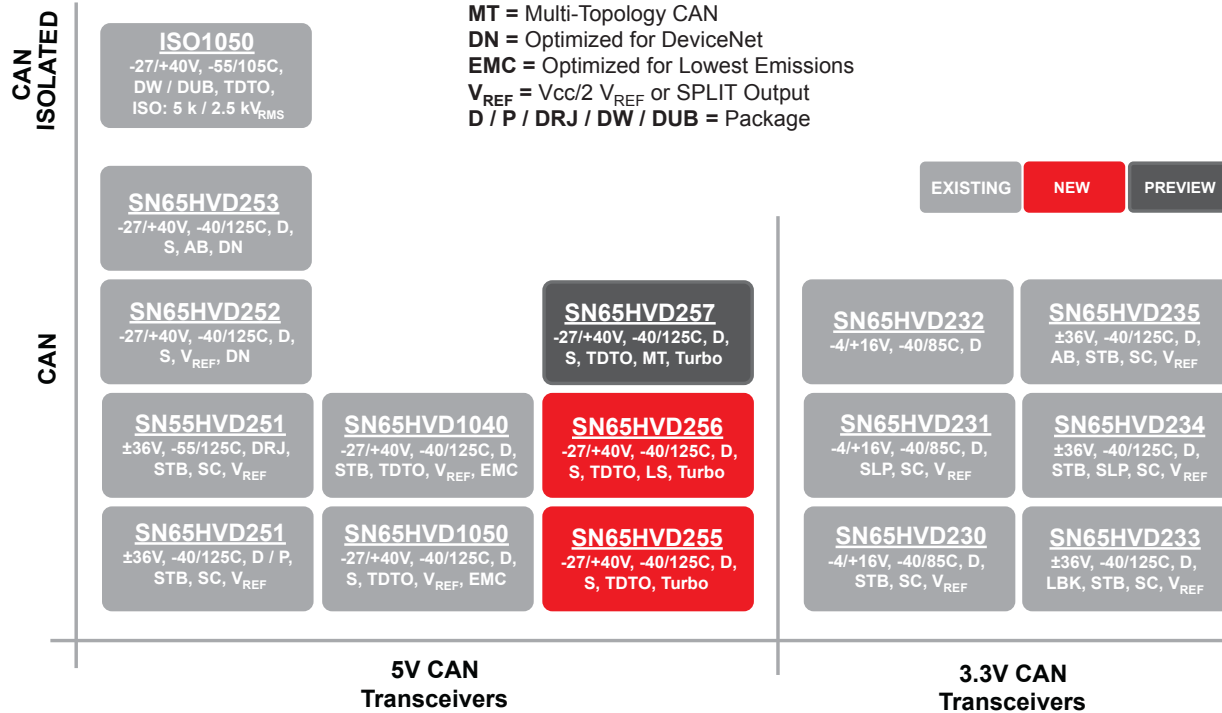 MT = Multi-Topology CAN
DN = Optimized for DeviceNet
EMC = Optimized for Lowest Emissions
VREF = Vcc/2 VREF or SPLIT Output
D / P / DRJ / DW / DUB = Package
CAN
ISOLATED
ISO1050
-27/+40V, -55/105C,
DW / DUB, TDTO,
ISO: 5 k / 2.5 kVRMS
EXISTING
NEW
PREVIEW
CAN
SN65HVD253
-27/+40V, -40/125C, D,
S, AB, DN
SN65HVD252
-27/+40V, -40/125C, D,
S, VREF, DN
SN65HVD257
-27/+40V, -40/125C, D,
S, TDTO, MT, Turbo
SN65HVD232
-4/+16V, -40/85C, D
SN65HVD235
±36V, -40/125C, D,
AB, STB, SC, VREF
SN55HVD251
±36V, -55/125C, DRJ,
STB, SC, VREF
SN65HVD1040
-27/+40V, -40/125C, D,
STB, TDTO, VREF, EMC
SN65HVD256
-27/+40V, -40/125C, D,
S, TDTO, LS, Turbo
SN65HVD231
-4/+16V, -40/85C, D,
SLP, SC, VREF
SN65HVD234
±36V, -40/125C, D,
STB, SLP, SC, VREF
SN65HVD251
±36V, -40/125C, D / P,
STB, SC, VREF
SN65HVD1050
-27/+40V, -40/125C, D,
S, TDTO, VREF, EMC
SN65HVD255
-27/+40V, -40/125C, D,
S, TDTO, Turbo
SN65HVD230
-4/+16V, -40/85C, D,
STB, SC, VREF
SN65HVD233
±36V, -40/125C, D,
LBK, STB, SC, VREF
5V CAN
Transceivers
3.3V CAN
Transceivers